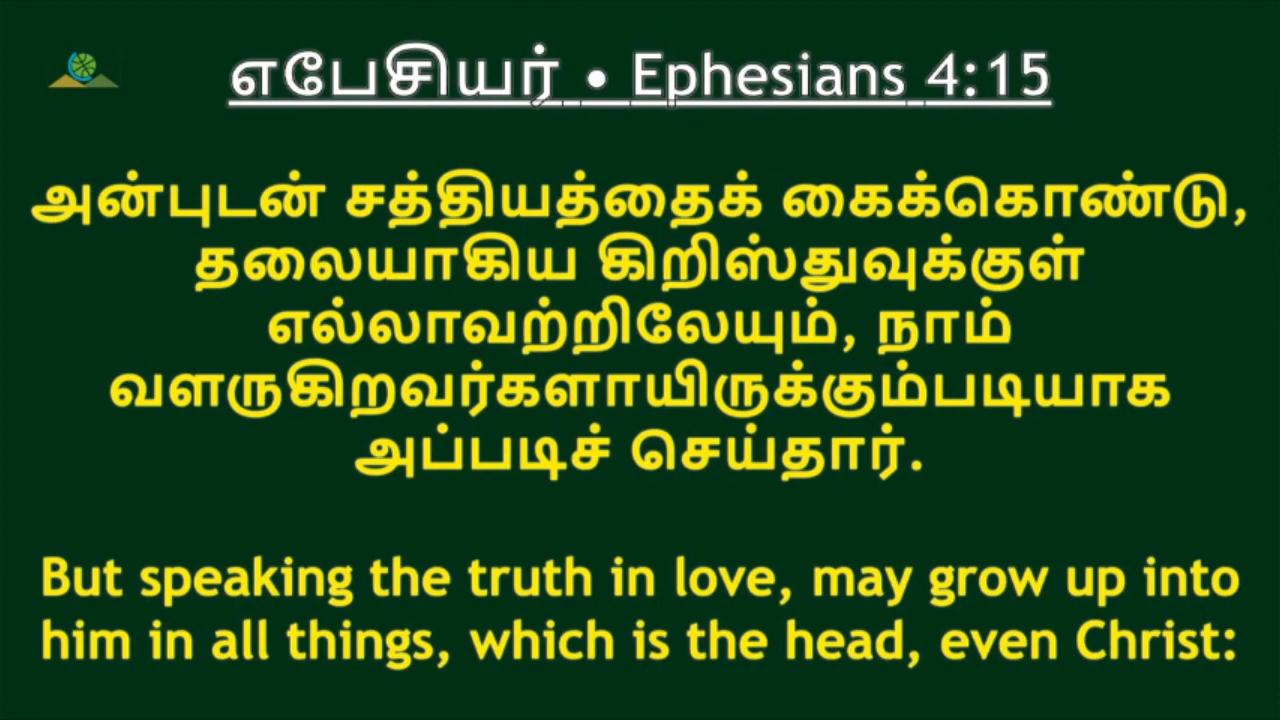 எபேசியர் • Ephesians 4:15
அன்புடன் சத்தியத்தைக் கைக்கொண்டு,
தலையாகிய கிறிஸ்துவுக்குள்
எல்லாவற்றிலேயும், நாம்
வளருகிறவர்களாயிருக்கும்படியாக
அப்படிச் செய்தார்.
But speaking the truth in love, may grow up into
him in all things, which is the head, even Christ: